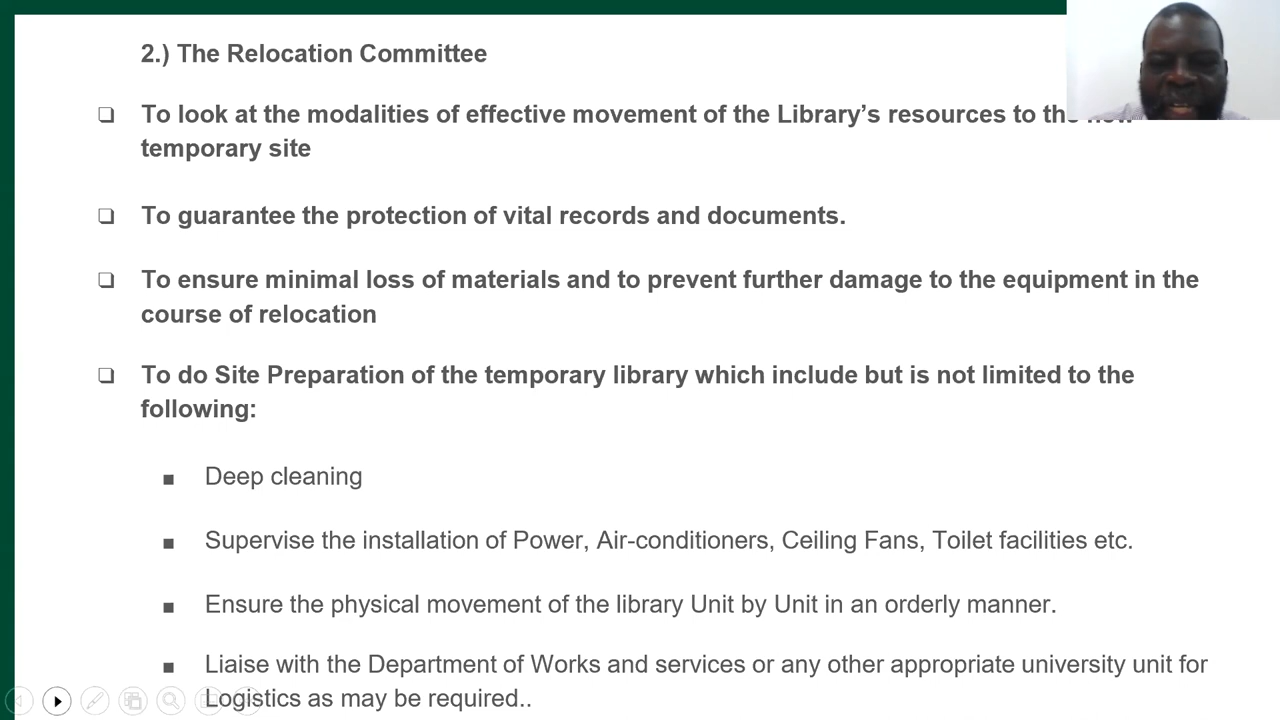 2.) The Relocation Committee
❑ To look at the modalities of effective movement of the Library’s resources to the
temporary site
❑ To guarantee the protection of vital records and documents.
❑ To ensure minimal loss of materials and to prevent further damage to the equipment in the
course of relocation
❑ To do Site Preparation of the temporary library which include but is not limited to the
following:
■ Deep cleaning
■ Supervise the installation of Power, Air-conditioners, Ceiling Fans, Toilet facilities etc.
■ Ensure the physical movement of the library Unit by Unit in an orderly manner.
■ Liaise with the Department of Works and services or any other appropriate university unit for
Logistics as may be required..